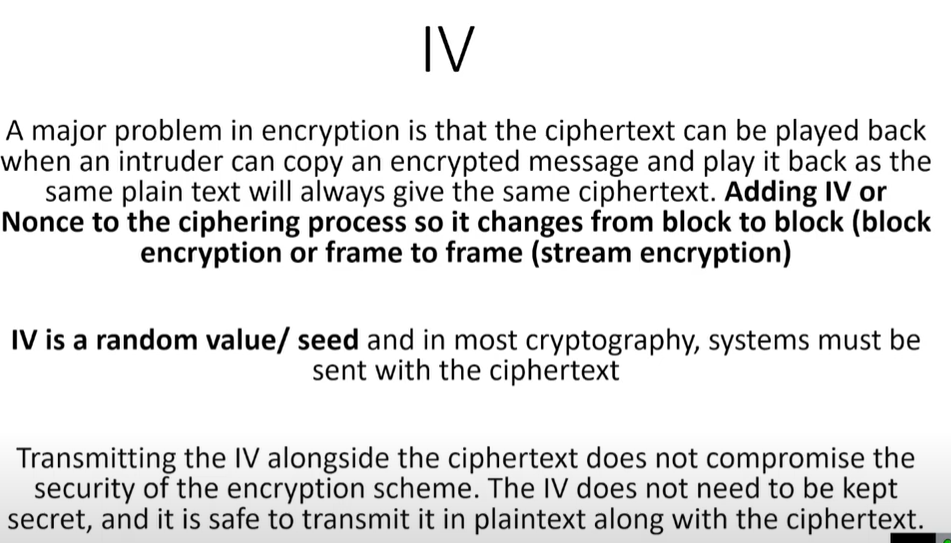 IV
A major problem in encryption is that the ciphertext can be played back
when an intruder can copy an encrypted message and play it back as the
same plain text will always give the same ciphertext. Adding IV or
Nonce to the ciphering process so it changes from block to block (block
encryption or frame to frame (stream encryption)
IV is a random value/ seed and in most cryptography, systems must be
sent with the ciphertext
Transmitting the IV alongside the ciphertext does not compromise the
security of the encryption scheme. The IV does not need to be kept
secret, and it is safe to transmit it in plaintext along with the ciphertext.